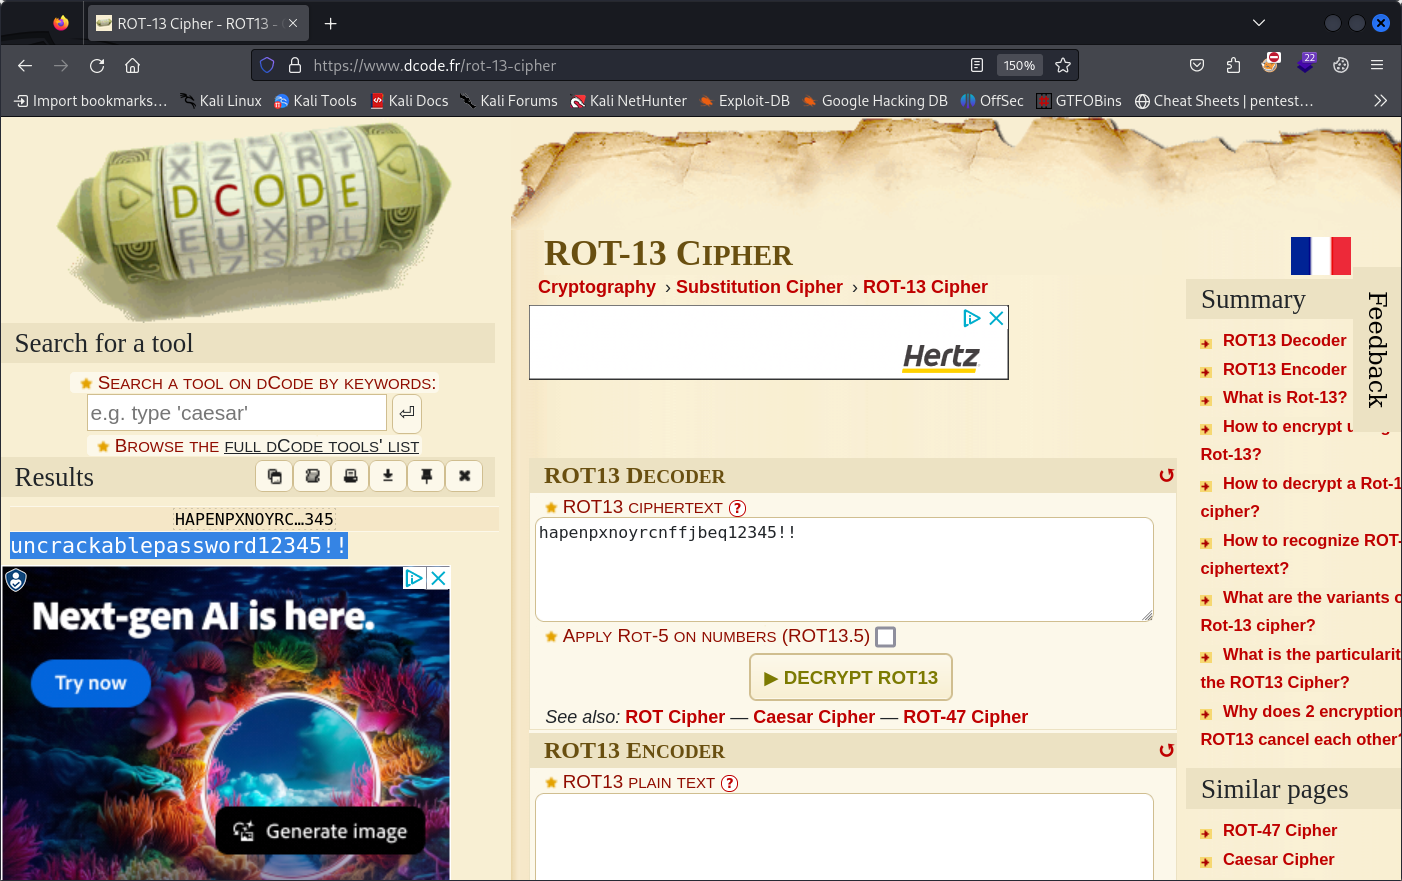 ROT-13 Cipher - ROT13 -
https://www.dcode.fr/rot-13-cipher
150%
22
Import bookmarks…
Kali Linux
Kali Tools
Kali Docs
Kali Forums
Kali NetHunter
Exploit-DB
Google Hacking DB
OffSec
GTFOBins
Cheat Sheets | pentest…
X Z V R T
D C O D E
E U X P L
Search for a tool
Search a tool on dCode by keywords:
e.g. type 'caesar'
Browse the full dCode tools' list
Results
HAPENPXNOYRC…345
uncrackablepassword12345!!
Next-gen AI is here.
Try now
Generate image
ROT-13 Cipher
Cryptography › Substitution Cipher › ROT-13 Cipher
Hertz
ROT13 Decoder
ROT13 ciphertext ?
hapenpxnoyrcnffjbeq12345!!
Apply Rot-5 on numbers (ROT13.5)
▶ DECRYPT ROT13
See also: ROT Cipher — Caesar Cipher — ROT-47 Cipher
ROT13 Encoder
ROT13 plain text ?
Summary
Feedback
ROT13 Decoder
ROT13 Encoder
What is Rot-13?
How to encrypt
Rot-13?
How to decrypt a Rot-1
cipher?
How to recognize ROT-
ciphertext?
What are the variants
Rot-13 cipher?
What is the particularit
the ROT13 Cipher?
Why does 2 encryption
ROT13 cancel each other?
Similar pages
ROT-47 Cipher
Caesar Cipher